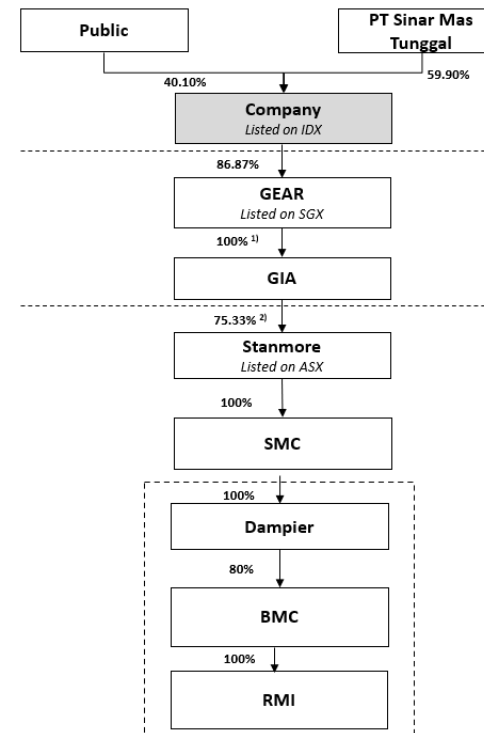 Public
PT Sinar Mas
Tunggal
40.10%
59.90%
Company
Listed on IDX
86.87%
GEAR
Listed on SGX
100% 1)
GIA
75.33% 2)
Stanmore
Listed on ASX
100%
SMC
100%
Dampier
80%
BMC
100%
RMI